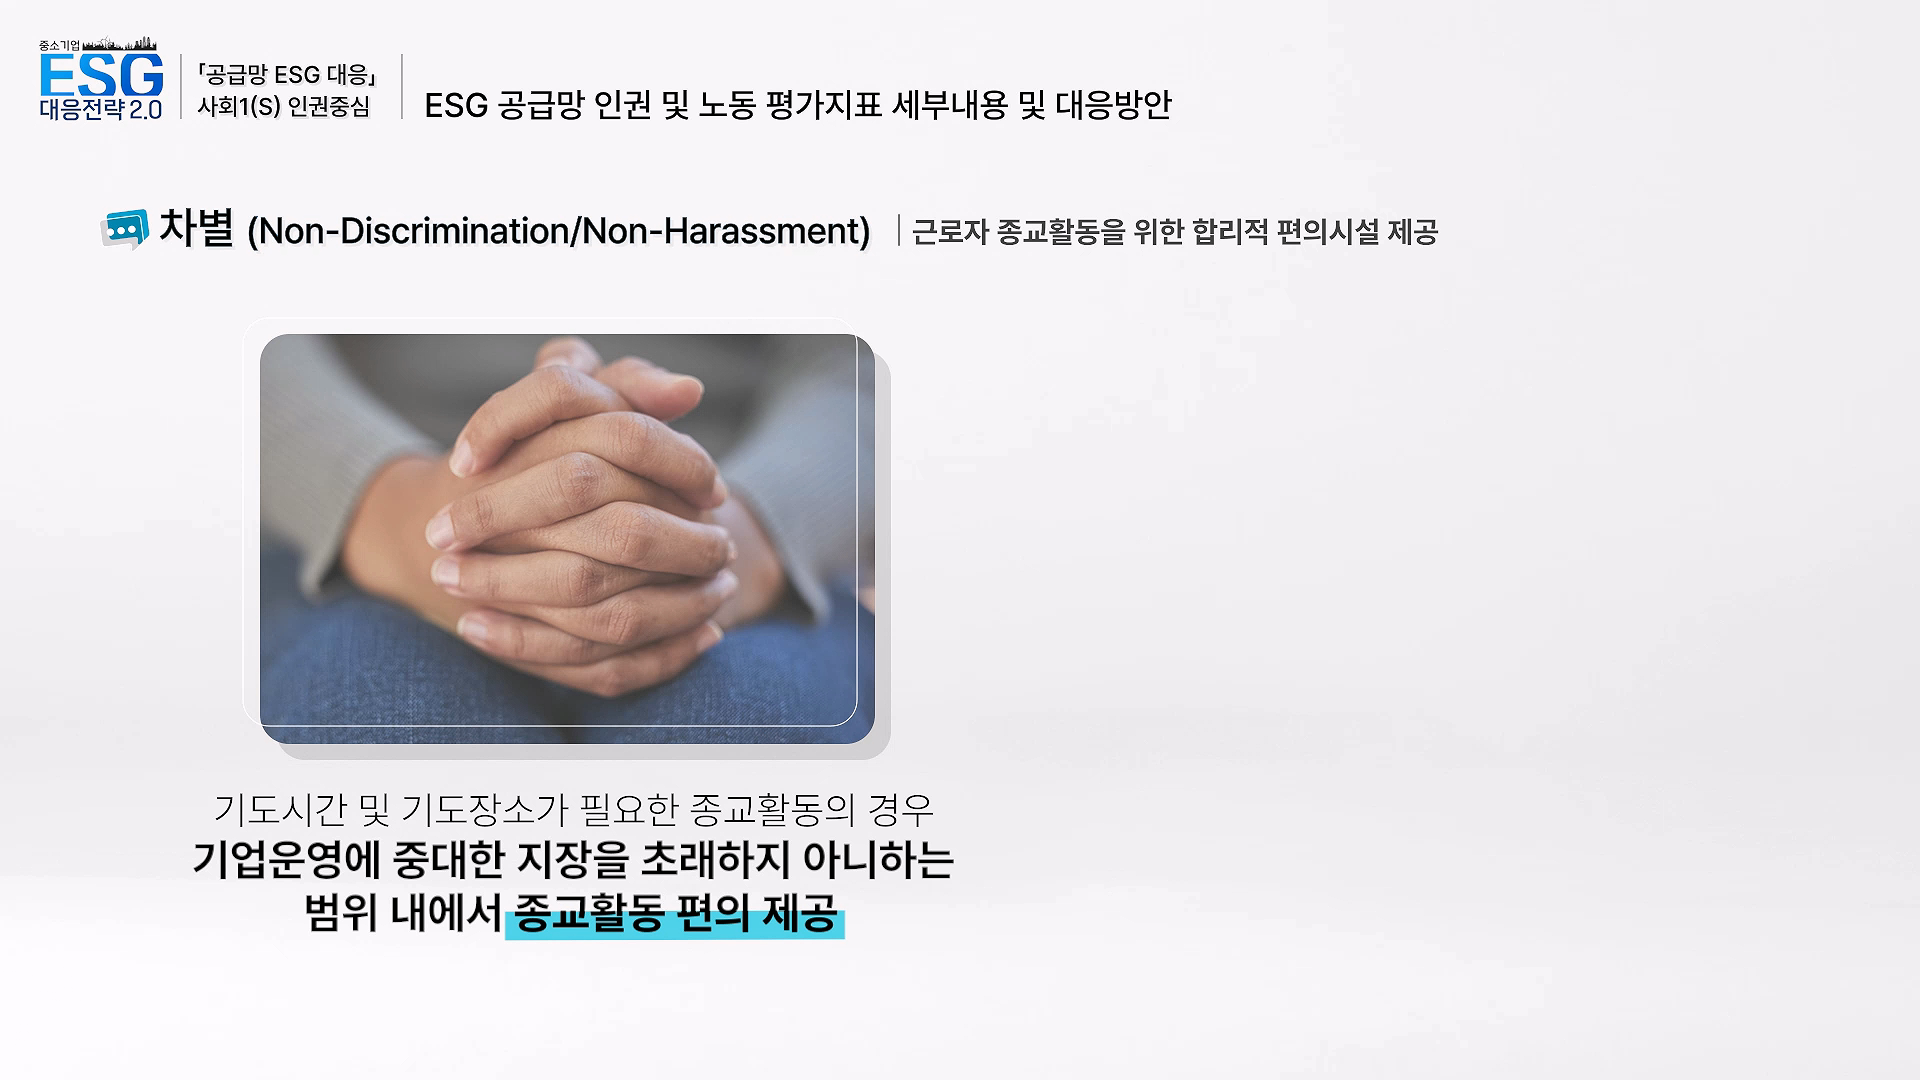 중소기업
ESG
대응전략 2.0
「공급망 ESG 대응」
사회1(S) 인권중심
ESG 공급망 인권 및 노동 평가지표 세부내용 및 대응방안
차별 (Non-Discrimination/Non-Harassment)
근로자 종교활동을 위한 합리적 편의시설 제공
기도시간 및 기도장소가 필요한 종교활동의 경우
기업운영에 중대한 지장을 초래하지 아니하는
범위 내에서 종교활동 편의 제공